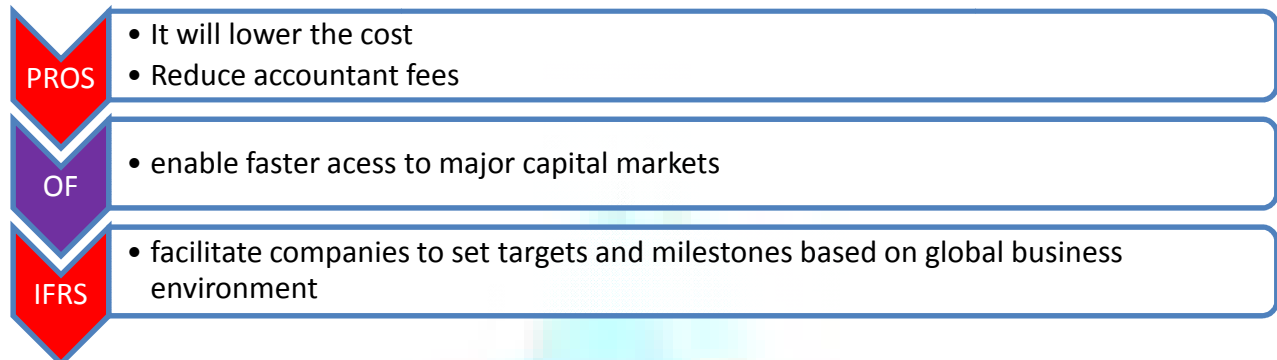 PROS
• It will lower the cost
• Reduce accountant fees
OF
• enable faster acess to major capital markets
IFRS
• facilitate companies to set targets and milestones based on global business
environment